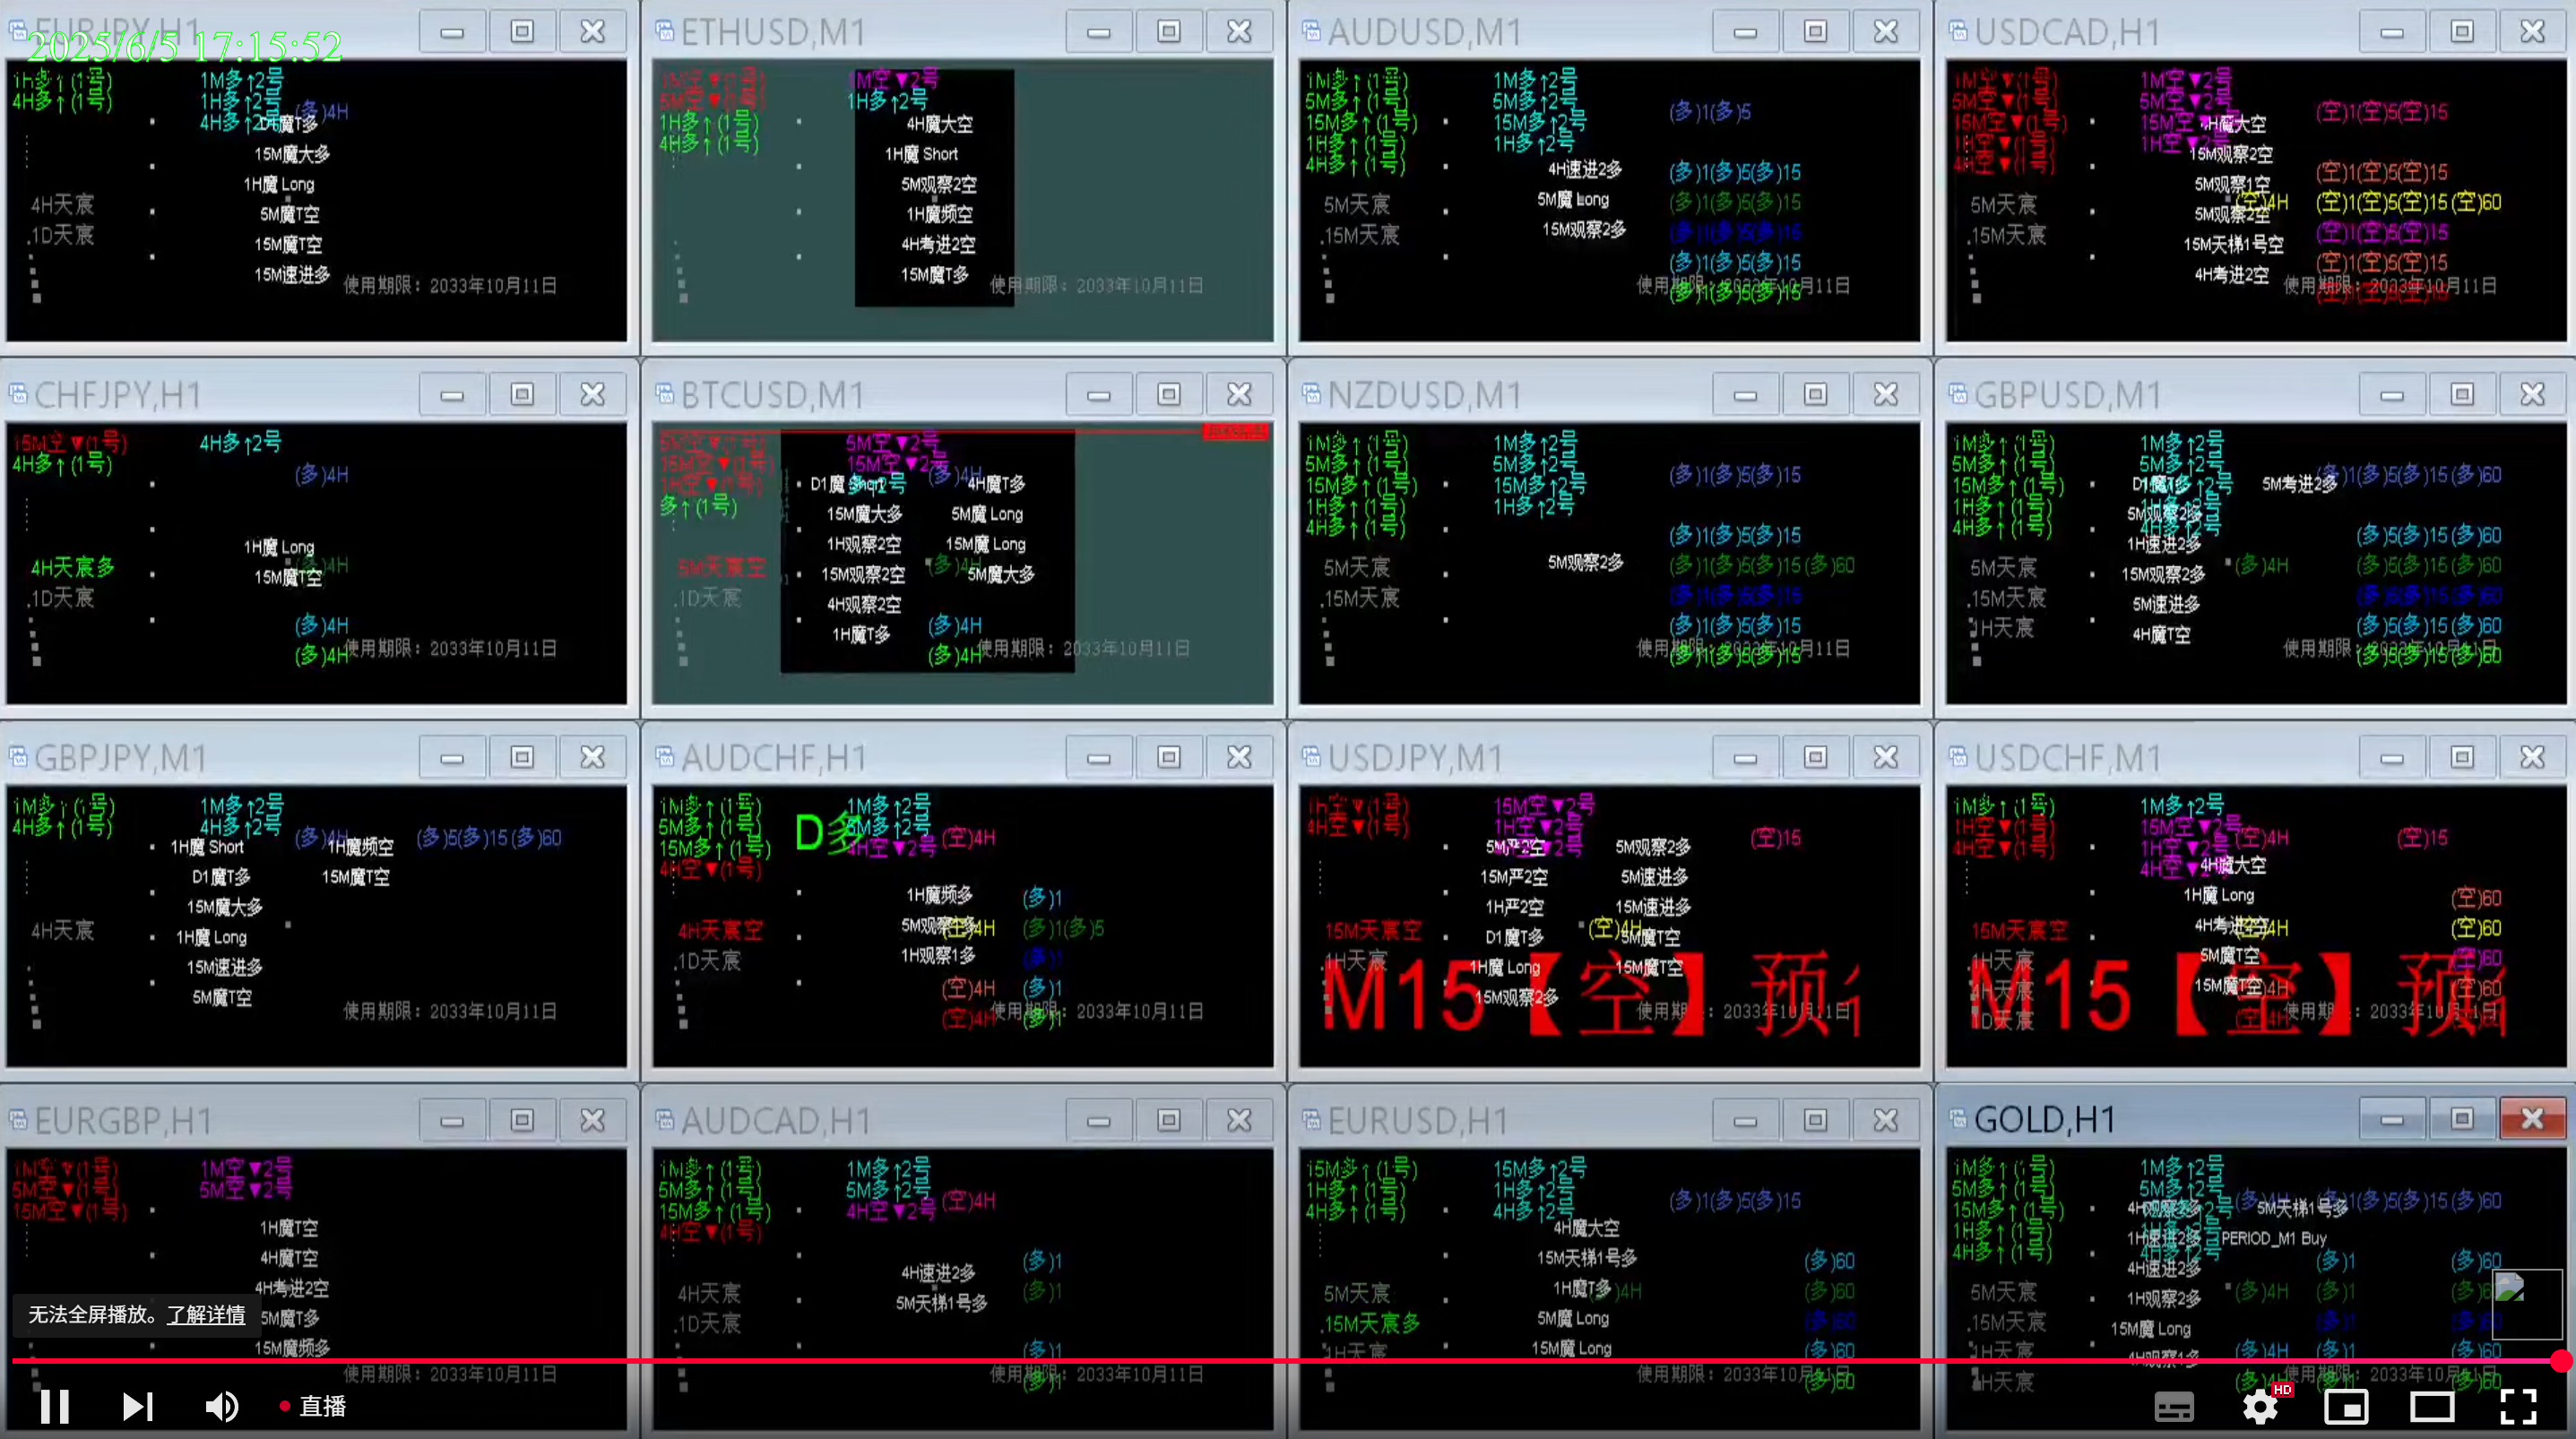 EURJPY,H1
2025/6/5 17:15:52
1H多↑(1号)
4H多↑(1号)
1M多↑2号
1H多↑2号
4H多↑2号
(多)4H
D1魔T多
15M魔大多
1H魔 Long
5M魔T空
15M魔T空
15M速进多
4H天宸
.1D天宸
使用期限：2033年10月11日
ETHUSD,M1
5M空▼(1号)
1H多↑(1号)
4H多↑(1号)
1M空▼2号
1H多↑2号
4H魔大空
1H魔 Short
5M观察2空
1H魔频空
4H考进2空
15M魔T多
使用期限：2033年10月11日
AUDUSD,M1
1M多↑(1号)
5M多↑(1号)
15M多↑(1号)
1H多↑(1号)
4H多↑(1号)
1M多↑2号
5M多↑2号
15M多↑2号
1H多↑2号
(多)1(多)5
4H速进2多
5M魔 Long
15M观察2多
(多)1(多)5(多)15
(多)1(多)5(多)15
(多)1(多)5(多)15
(多)1(多)5(多)15
(多)1(多)5(多)15
5M天宸
.15M天宸
使用期限：2033年10月11日
USDCAD,H1
1M空▼(1号)
5M空▼(1号)
15M空▼(1号)
1H空▼(1号)
4H空▼(1号)
1M空▼2号
5M空▼2号
15M空▼2号
1H空▼2号
(空)1(空)5(空)15
4H魔大空
15M观察2空
5M观察1空
5M观察2空
15M天梯1号空
4H考进2空
(空)1(空)5(空)15
(空)4H
(空)1(空)5(空)15(空)60
(空)1(空)5(空)15
(空)1(空)5(空)15
(空)1(空)5(空)15
5M天宸
.15M天宸
使用期限：2033年10月11日
CHFJPY,H1
15M空▼(1号)
4H多↑(1号)
4H多↑2号
(多)4H
1H魔 Long
15M魔T空
(多)4H
4H天宸多
.1D天宸
(多)4H
(多)4H
使用期限：2033年10月11日
BTCUSD,M1
5M空▼(1号)
15M空▼(1号)
1H空▼(1号)
多↑(1号)
5M空▼2号
15M空▼2号
(多)4H
D1魔 Short
15M魔大多
1H观察2空
15M观察2空
4H观察2空
1H魔T多
4H魔T多
5M魔 Long
15M魔 Long
5M魔大多
(多)4H
5M天宸空
.1D天宸
(多)4H
(多)4H
使用期限：2033年10月11日
NZDUSD,M1
1M多↑(1号)
5M多↑(1号)
15M多↑(1号)
1H多↑(1号)
4H多↑(1号)
1M多↑2号
5M多↑2号
15M多↑2号
1H多↑2号
(多)1(多)5(多)15
5M观察2多
(多)1(多)5(多)15
(多)1(多)5(多)15(多)60
(多)1(多)5(多)15
(多)1(多)5(多)15
(多)1(多)5(多)15
5M天宸
.15M天宸
使用期限：2033年10月11日
GBPUSD,M1
1M多↑(1号)
5M多↑(1号)
15M多↑(1号)
1H多↑(1号)
4H多↑(1号)
1M多↑2号
5M多↑2号
15M多↑2号
4H多↑2号
D1魔T多
5M观察2多
1H速进2多
15M观察2多
5M速进多
4H魔T空
5M考进2多
(多)1(多)5(多)15(多)60
(多)5(多)15(多)60
(多)4H
(多)5(多)15(多)60
(多)5(多)15(多)60
(多)5(多)15(多)60
(多)5(多)15(多)60
5M天宸
.15M天宸
1H天宸
使用期限：2033年10月11日
GBPJPY,M1
1M多↑(1号)
4H多↑(1号)
1M多↑2号
4H多↑2号
(多)4H
(多)5(多)15(多)60
1H魔 Short
D1魔T多
15M魔大多
1H魔 Long
15M速进多
5M魔T空
1H魔频空
15M魔T空
4H天宸
使用期限：2033年10月11日
AUDCHF,H1
1M多↑(1号)
5M多↑(1号)
15M多↑(1号)
4H空▼(1号)
D多
1M多↑2号
5M多↑2号
4H空▼2号
(空)4H
1H魔频多
5M观察2空
1H观察1多
(空)4H
(多)1
(多)1(多)5
(多)1
(空)4H
(多)1
(空)4H
(多)1
4H天宸空
.1D天宸
使用期限：2033年10月11日
USDJPY,M1
1H空▼(1号)
4H空▼(1号)
15M空▼2号
1H空▼2号
(空)15
5M严2空
15M严2空
1H严2空
D1魔T多
1H魔 Long
15M观察2多
5M观察2多
5M速进多
15M速进多
5M魔T空
15M魔T空
(空)4H
15M天宸空
.1H天宸
M15【空】预
使用期限：2033年10月11日
USDCHF,M1
1M多↑(1号)
1H空▼(1号)
4H空▼(1号)
1M多↑2号
15M空▼2号
1H空▼2号
4H空▼2号
(空)4H
(空)15
4H魔大空
1H魔 Long
4H考进2空
5M魔T空
15M魔T空
(空)60
(空)4H
(空)60
(空)60
(空)4H
(空)60
(空)4H
15M天宸空
.1H天宸
4H天宸
1D天宸
M15【空】预
使用期限：2033年10月11日
EURGBP,H1
1M空▼(1号)
5M空▼(1号)
15M空▼(1号)
1M空▼2号
5M空▼2号
1H魔T空
4H魔T空
4H考进2空
5M魔T多
15M魔频多
使用期限：2033年10月11日
AUDCAD,H1
1M多↑(1号)
5M多↑(1号)
15M多↑(1号)
4H空▼(1号)
1M多↑2号
5M多↑2号
4H空▼2号
(空)4H
4H速进2多
5M天梯1号多
(多)1
(多)1
(多)1
(多)1
4H天宸
.1D天宸
使用期限：2033年10月11日
EURUSD,H1
15M多↑(1号)
1H多↑(1号)
4H多↑(1号)
15M多↑2号
1H多↑2号
4H多↑2号
(多)1(多)5(多)15
4H魔大空
15M天梯1号多
1H魔T多
5M魔 Long
15M魔 Long
(多)4H
(多)60
(多)60
(多)60
(多)60
(多)60
5M天宸
.15M天宸多
1H天宸
使用期限：2033年10月11日
GOLD,H1
1M多↑(1号)
5M多↑(1号)
15M多↑(1号)
1H多↑(1号)
4H多↑(1号)
1M多↑2号
5M多↑2号
4H多↑2号
(多)4H
(多)1(多)5(多)15(多)60
4H观察2多
1H速进2多
4H速进2多
1H观察2多
15M魔 Long
4H观察1多
5M天梯1号多
PERIOD_M1 Buy
(多)1
(多)60
(多)4H
(多)1
(多)1
(多)4H
(多)1
(多)60
(多)4H
(多)60
5M天宸
.15M天宸
1H天宸
4H天宸
使用期限：2033年10月11日
无法全屏播放。了解详情
直播
HD